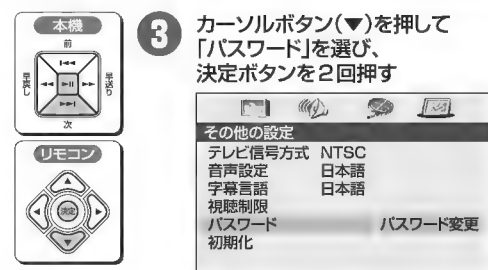 本機
前
早戻し
早送り
次
リモコン
決定
3
カーソルボタン(▼)を押して
「パスワード」を選び、
決定ボタンを2回押す
その他の設定
テレビ信号方式 NTSC
音声設定 日本語
字幕言語 日本語
視聴制限
パスワード パスワード変更
初期化